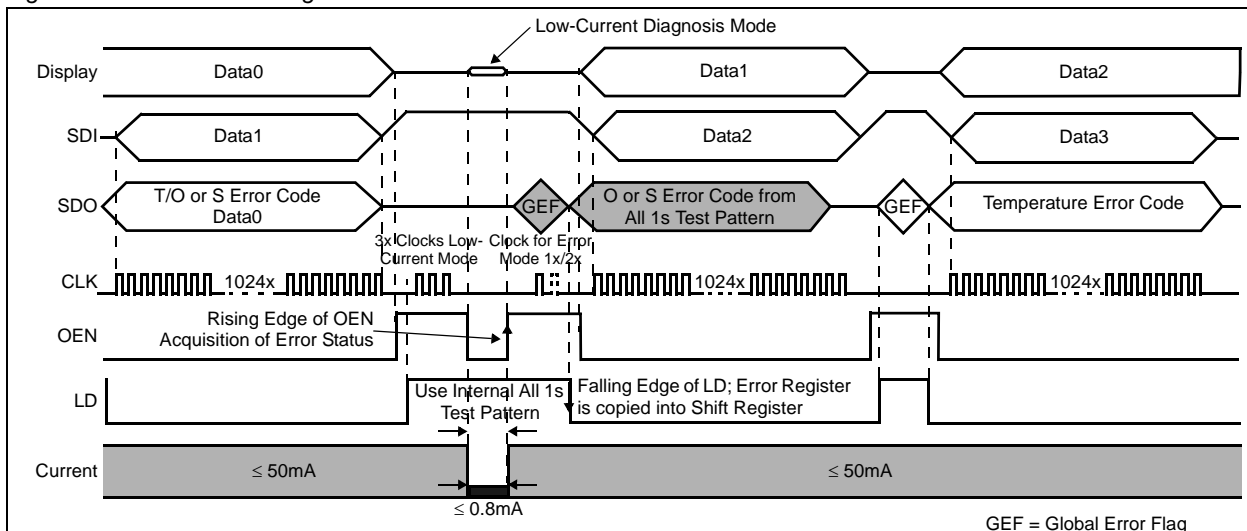 Low-Current Diagnosis Mode
Display
Data0
Data1
Data2
SDI
Data1
Data2
Data3
SDO
T/O or S Error Code
Data0
GEF
O or S Error Code from
All 1s Test Pattern
GEF
Temperature Error Code
3x Clocks Low-
Current Mode
Clock for Error
Mode 1x/2x
CLK
1024x
1024x
1024x
OEN
Rising Edge of OEN
Acquisition of Error Status
LD
Use Internal All 1s
Test Pattern
Falling Edge of LD; Error Register
is copied into Shift Register
Current
≤ 50mA
≤ 50mA
≤ 0.8mA
GEF = Global Error Flag